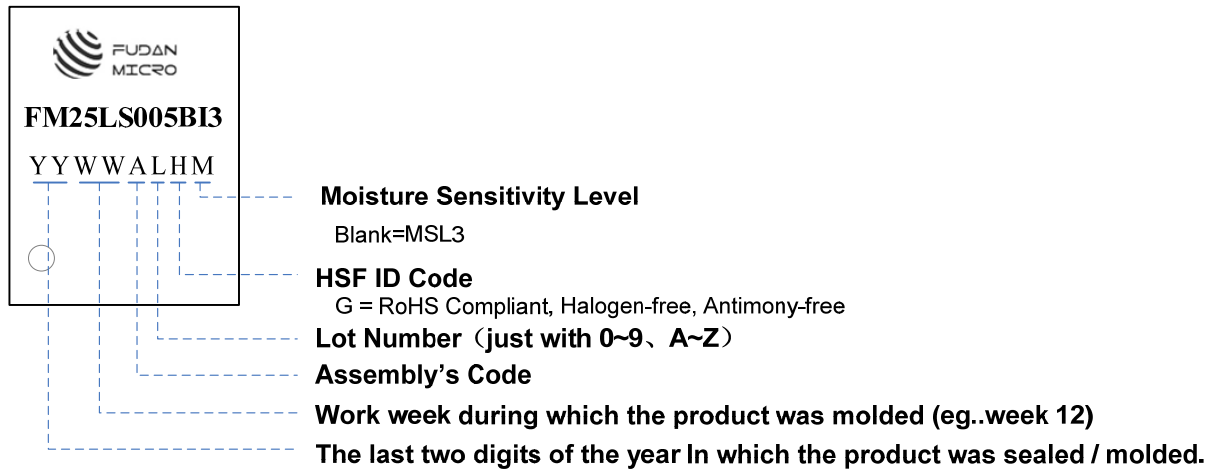 FUDAN
MICRO
FM25LS005BI3
YYWWALHM
Moisture Sensitivity Level
Blank=MSL3
HSF ID Code
G = RoHS Compliant, Halogen-free, Antimony-free
Lot Number（just with 0~9、A~Z）
Assembly's Code
Work week during which the product was molded (eg..week 12)
The last two digits of the year In which the product was sealed / molded.